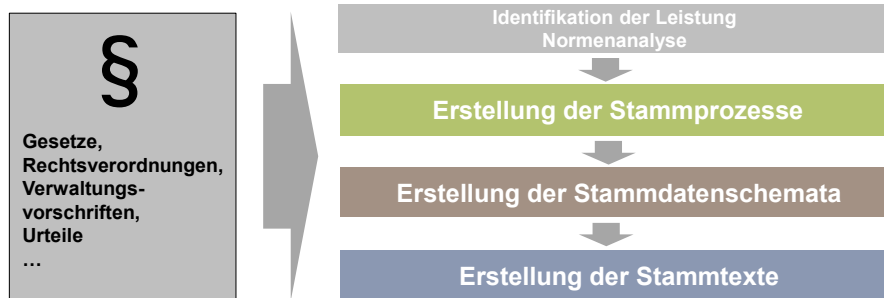 §
Gesetze,
Rechtsverordnungen,
Verwaltungs-
vorschriften,
Urteile
…
Identifikation der Leistung
Normenanalyse
Erstellung der Stammprozesse
Erstellung der Stammdatenschemata
Erstellung der Stammtexte